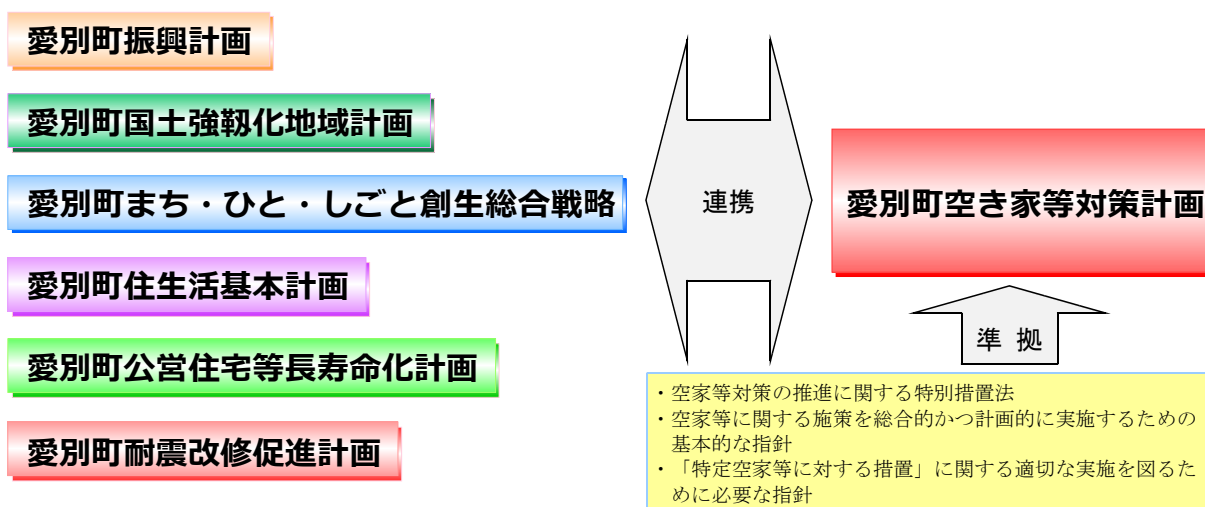 愛別町振興計画
愛別町国土強靱化地域計画
愛別町まち・ひと・しごと創生総合戦略
愛別町住生活基本計画
愛別町公営住宅等長寿命化計画
愛別町耐震改修促進計画
連携
愛別町空き家等対策計画
準 拠
・空家等対策の推進に関する特別措置法
・空家等に関する施策を総合的かつ計画的に実施するための
基本的な指針
・「特定空家等に対する措置」に関する適切な実施を図るた
めに必要な指針